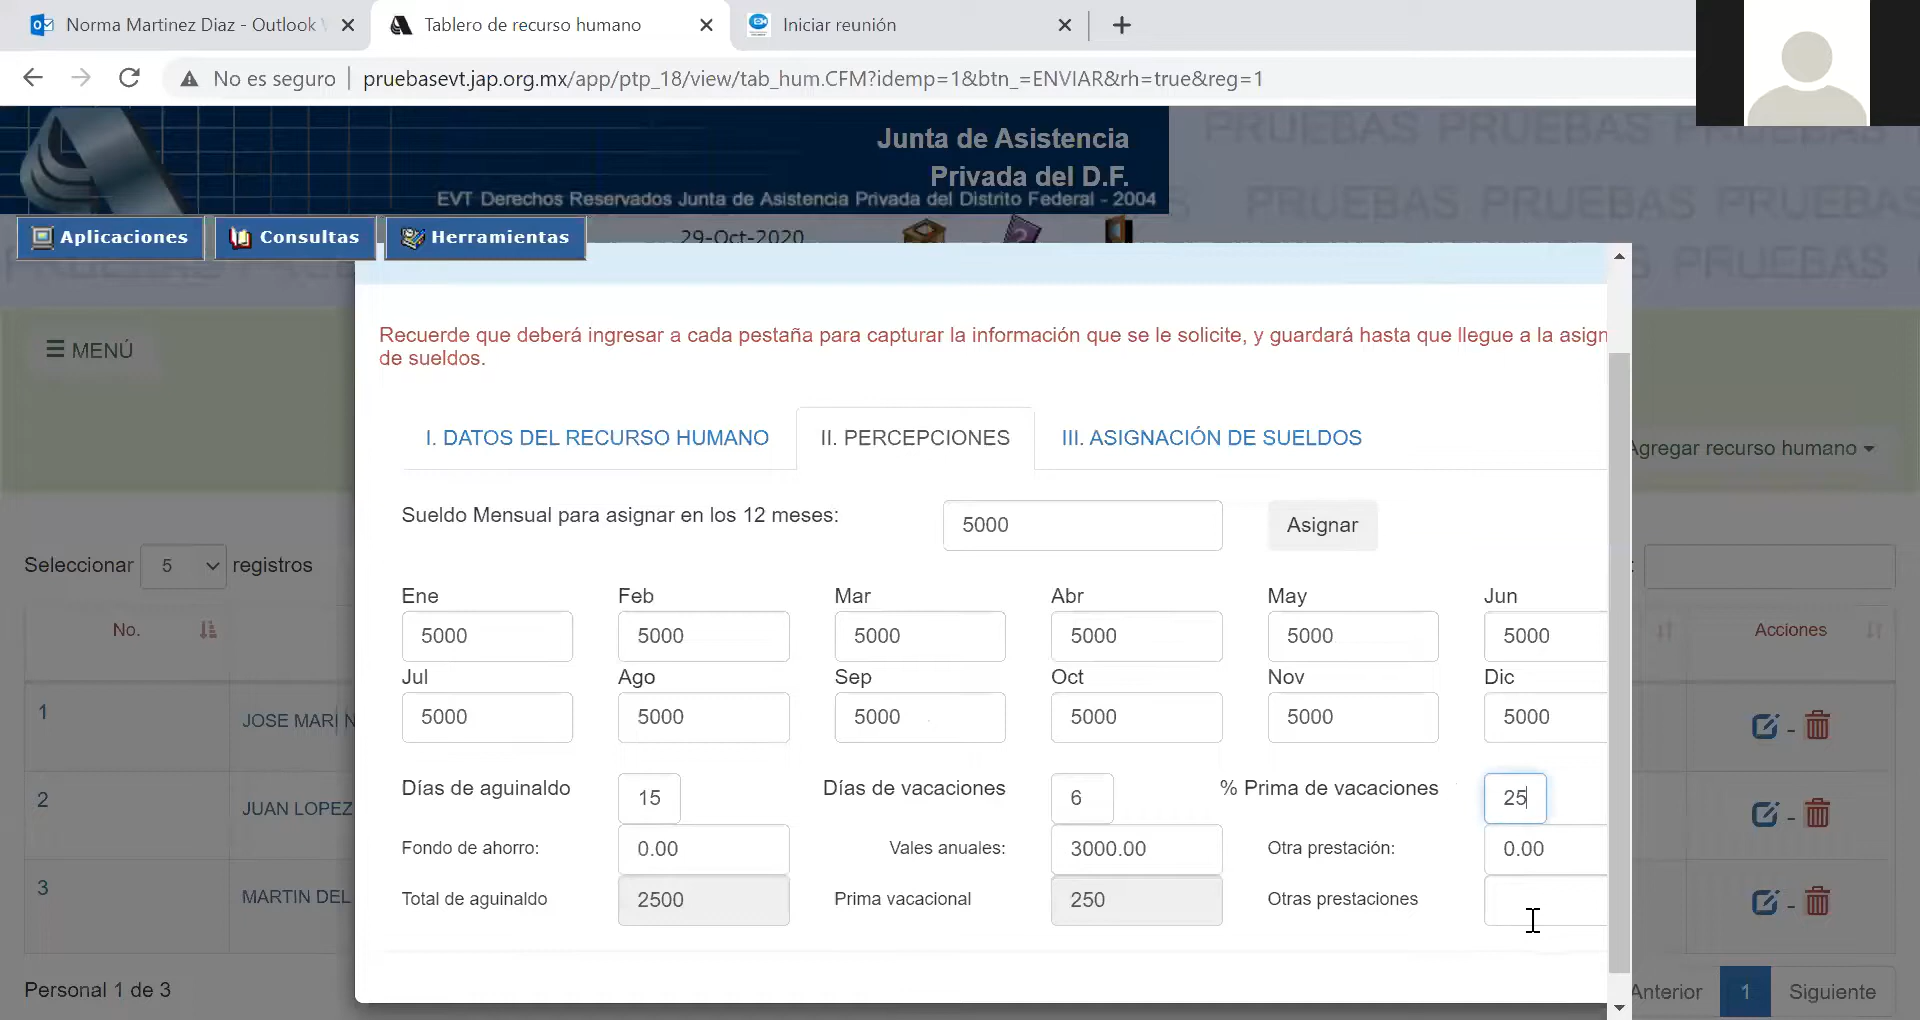 Norma Martinez Diaz - Outlook
Tablero de recurso humano
Iniciar reunión
No es seguro
pruebasevt.jap.org.mx/app/ptp_18/view/tab_hum.CFM?idemp=1&btn_=ENVIAR&rh=true&reg=1
Junta de Asistencia
Privada del D.F.
EVT Derechos Reservados Junta de Asistencia Privada del Distrito Federal - 2004
PRUEBAS PRUEBAS PRUEBAS PRUEBAS
PRUEBAS PRUEBAS PRUEBAS
PRUEBAS
Aplicaciones
Consultas
Herramientas
29-Oct-2020
MENÚ
Recuerde que deberá ingresar a cada pestaña para capturar la información que se le solicite, y guardará hasta que llegue a la asign
de sueldos.
I. DATOS DEL RECURSO HUMANO
II. PERCEPCIONES
III. ASIGNACIÓN DE SUELDOS
Agregar recurso humano
Sueldo Mensual para asignar en los 12 meses:
5000
Asignar
Seleccionar 5 registros
:
Ene Feb Mar Abr May Jun
5000 5000 5000 5000 5000 5000
No.
Acciones
Jul Ago Sep Oct Nov Dic
5000 5000 5000 5000 5000 5000
1 JOSE MARI N
-
Días de aguinaldo 15 Días de vacaciones 6 % Prima de vacaciones 25
2 JUAN LOPEZ
-
Fondo de ahorro: 0.00 Vales anuales: 3000.00 Otra prestación: 0.00
3 MARTIN DEL
-
Total de aguinaldo 2500 Prima vacacional 250 Otras prestaciones
Personal 1 de 3
Anterior 1 Siguiente